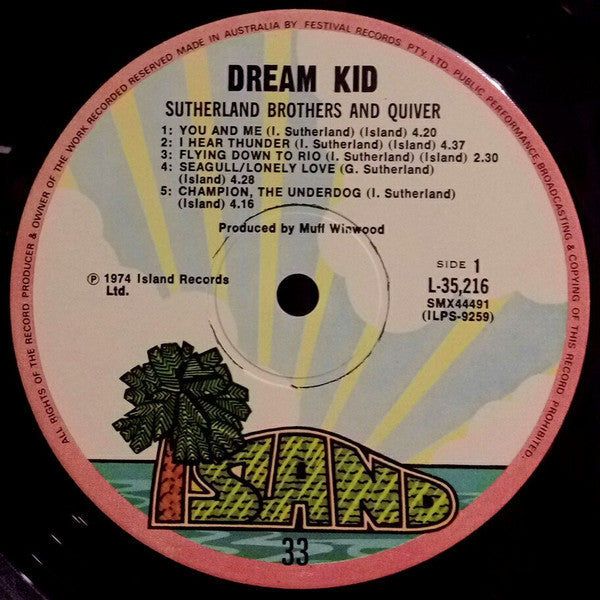 ALL RIGHTS OF THE RECORD PRODUCER & OWNER OF THE WORK RECORDED RESERVED MADE IN AUSTRALIA BY FESTIVAL RECORDS PTY. LTD. PUBLIC PERFORMANCE, BROADCASTING & COPYING OF THIS RECORD PROHIBITED.
DREAM KID
SUTHERLAND BROTHERS AND QUIVER
1: YOU AND ME (I. Sutherland) (Island) 4.20
2: I HEAR THUNDER (I. Sutherland) (Island) 4.37
3: FLYING DOWN TO RIO (I. Sutherland) (Island) 2.30
4: SEAGULL/LONELY LOVE (G. Sutherland)
(Island) 4.28
5: CHAMPION, THE UNDERDOG (I. Sutherland)
(Island) 4.16
Produced by Muff Winwood
℗ 1974 Island Records
Ltd.
SIDE 1
L-35,216
SMX44491
(ILPS-9259)
ISLAND
33